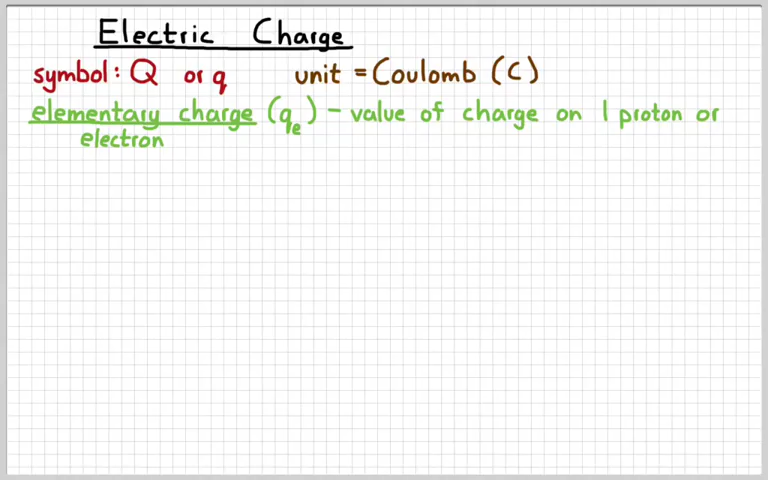 Electric Charge
symbol: Q or q unit = Coulomb (C)
elementary charge (qe) – value of charge on 1 proton or
electron